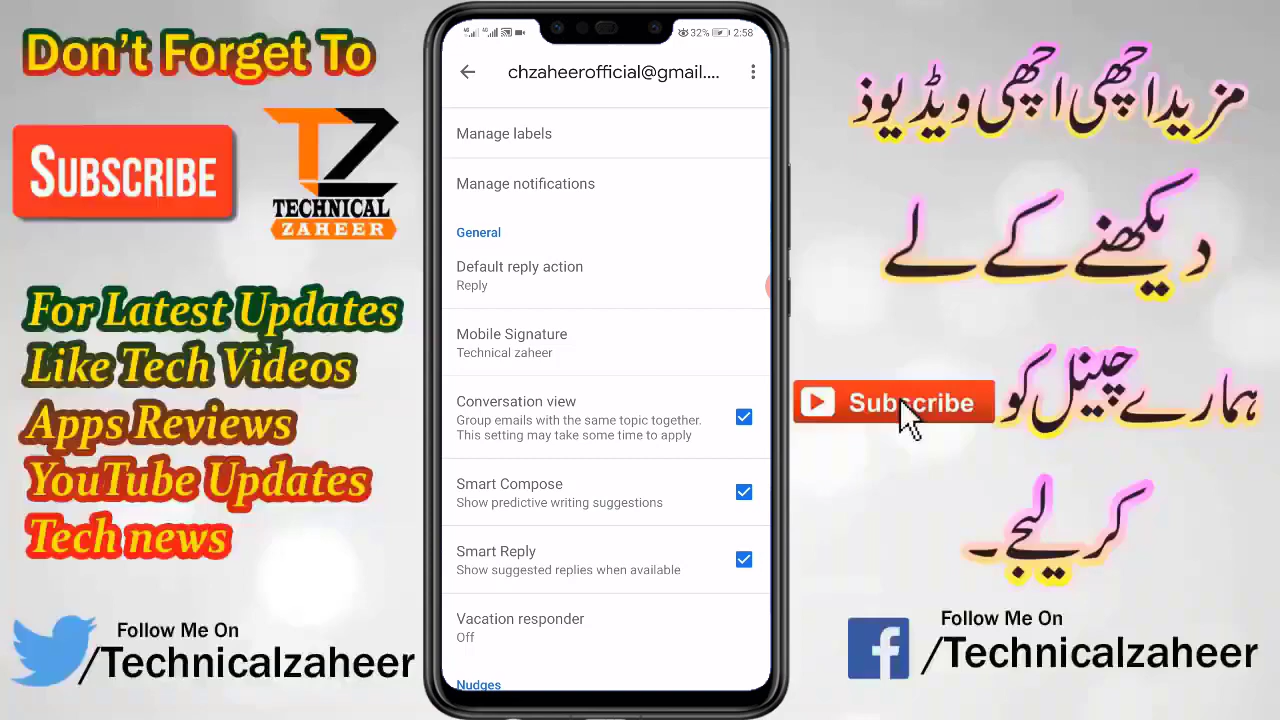 Don't Forget To
SUBSCRIBE
TZ
TECHNICAL
ZAHEER
For Latest Updates
Like Tech Videos
Apps Reviews
YouTube Updates
Tech news
Follow Me On
/Technicalzaheer
32% 2:58
chzaheerofficial@gmail....
Manage labels
Manage notifications
General
Default reply action
Reply
Mobile Signature
Technical zaheer
Conversation view
Group emails with the same topic together.
This setting may take some time to apply
Smart Compose
Show predictive writing suggestions
Smart Reply
Show suggested replies when available
Vacation responder
Off
Nudges
مزید اچھی اچھی ویڈیوز
دیکھنے کے لے
ہمارے چینل کو
Subscribe
کر لیجے۔
Follow Me On
/Technicalzaheer